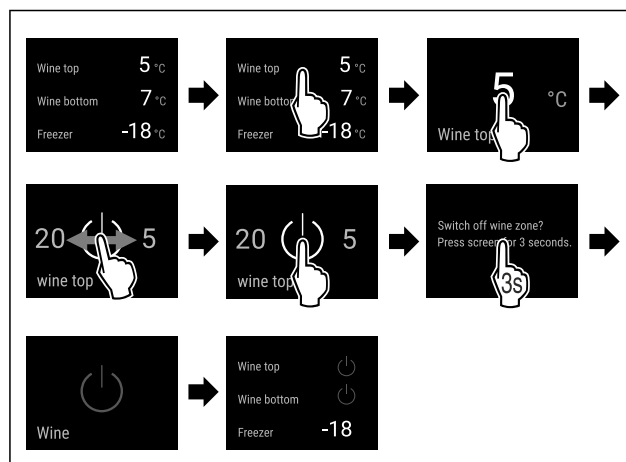 Wine top 5 °C
Wine bottom 7 °C
Freezer -18 °C
Wine top 5 °C
Wine bottom 7 °C
Freezer -18 °C
5 °C
Wine top
20 5
wine top
20 5
wine top
Switch off wine zone?
Press screen for 3 seconds.
3s
Wine
Wine top
Wine bottom
Freezer -18